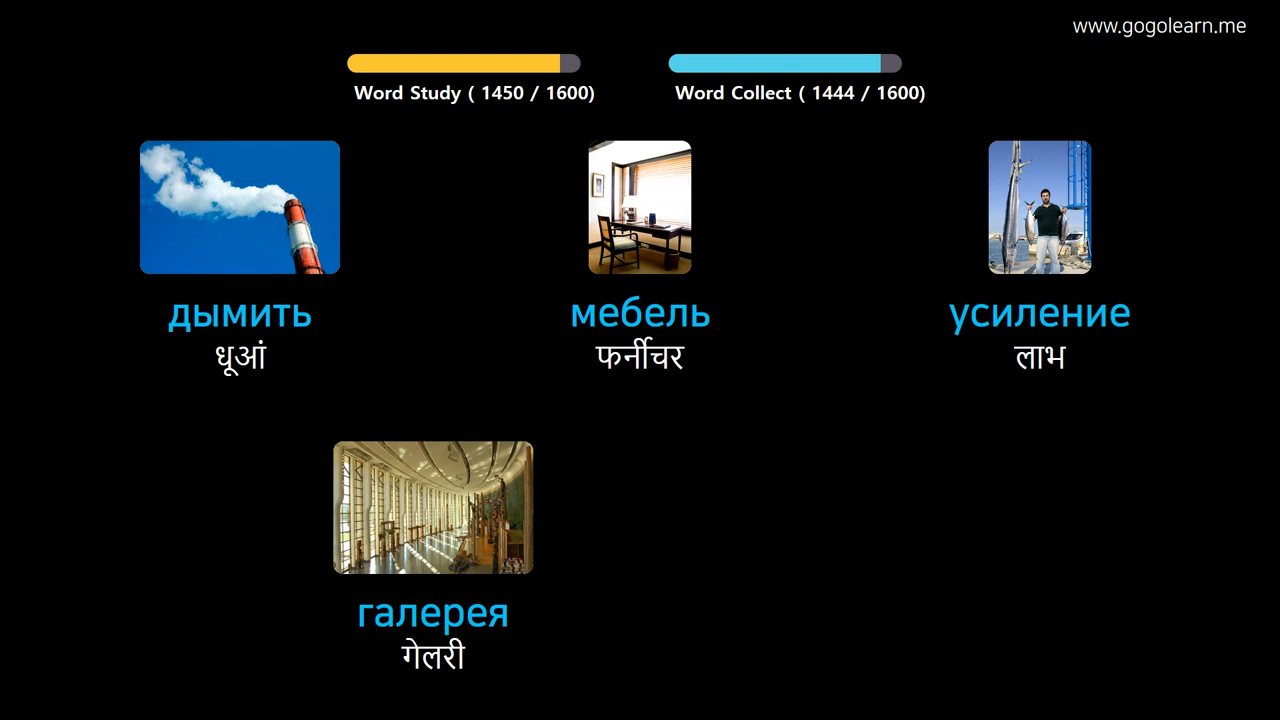 www.gogolearn.me
Word Study ( 1450 / 1600)
Word Collect ( 1444 / 1600)
дымить
धूआं
мебель
फर्नीचर
усиление
लाभ
галерея
गेलरी